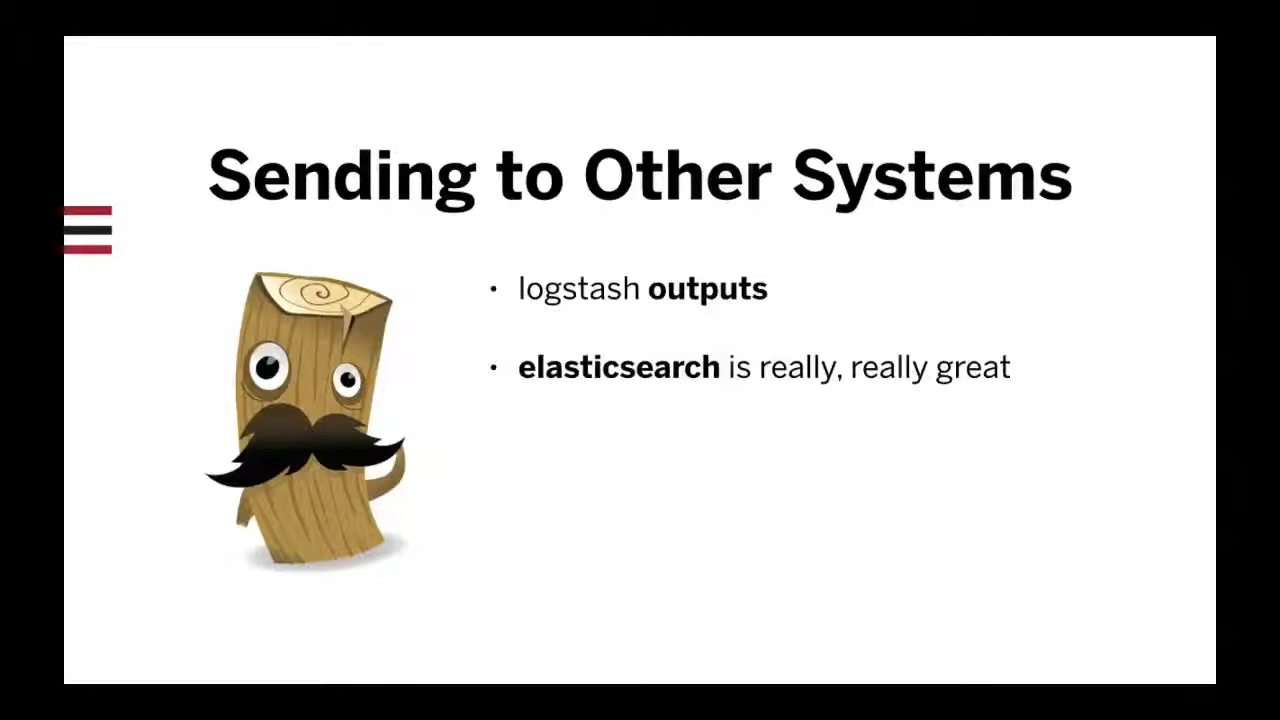 Sending to Other Systems
• logstash outputs
• elasticsearch is really, really great